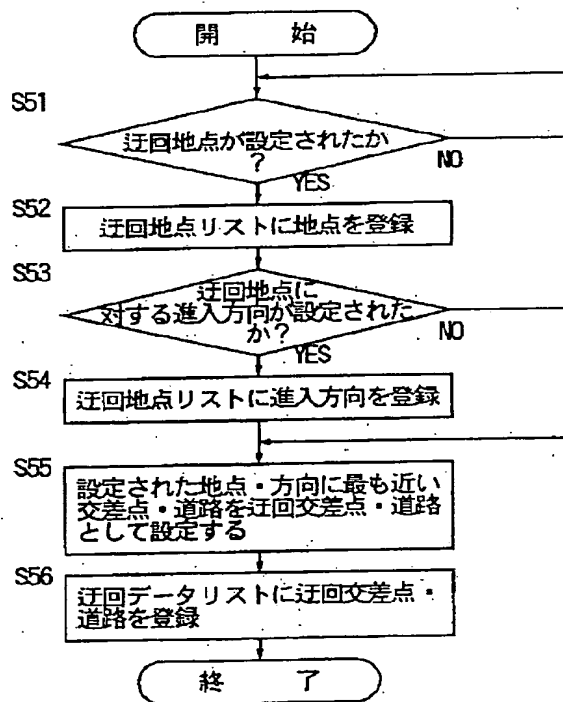 開 始
S51
迂回地点が設定されたか
?
NO
YES
S52
迂回地点リストに地点を登録
S53
迂回地点に
対する進入方向が設定された
か?
NO
YES
S54
迂回地点リストに進入方向を登録
S55
設定された地点・方向に最も近い
交差点・道路を迂回交差点・道路
として設定する
S56
迂回データリストに迂回交差点・
道路を登録
終 了